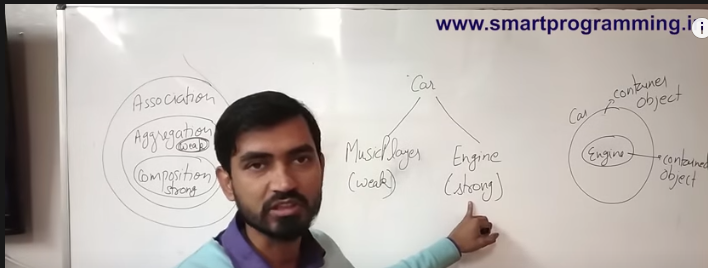 www.smartprogramming.i
Association
Aggregation
weak
Composition
strong
Car
MusicPlayer
(weak)
Engine
(strong)
Car
container
object
Engine
contained
object